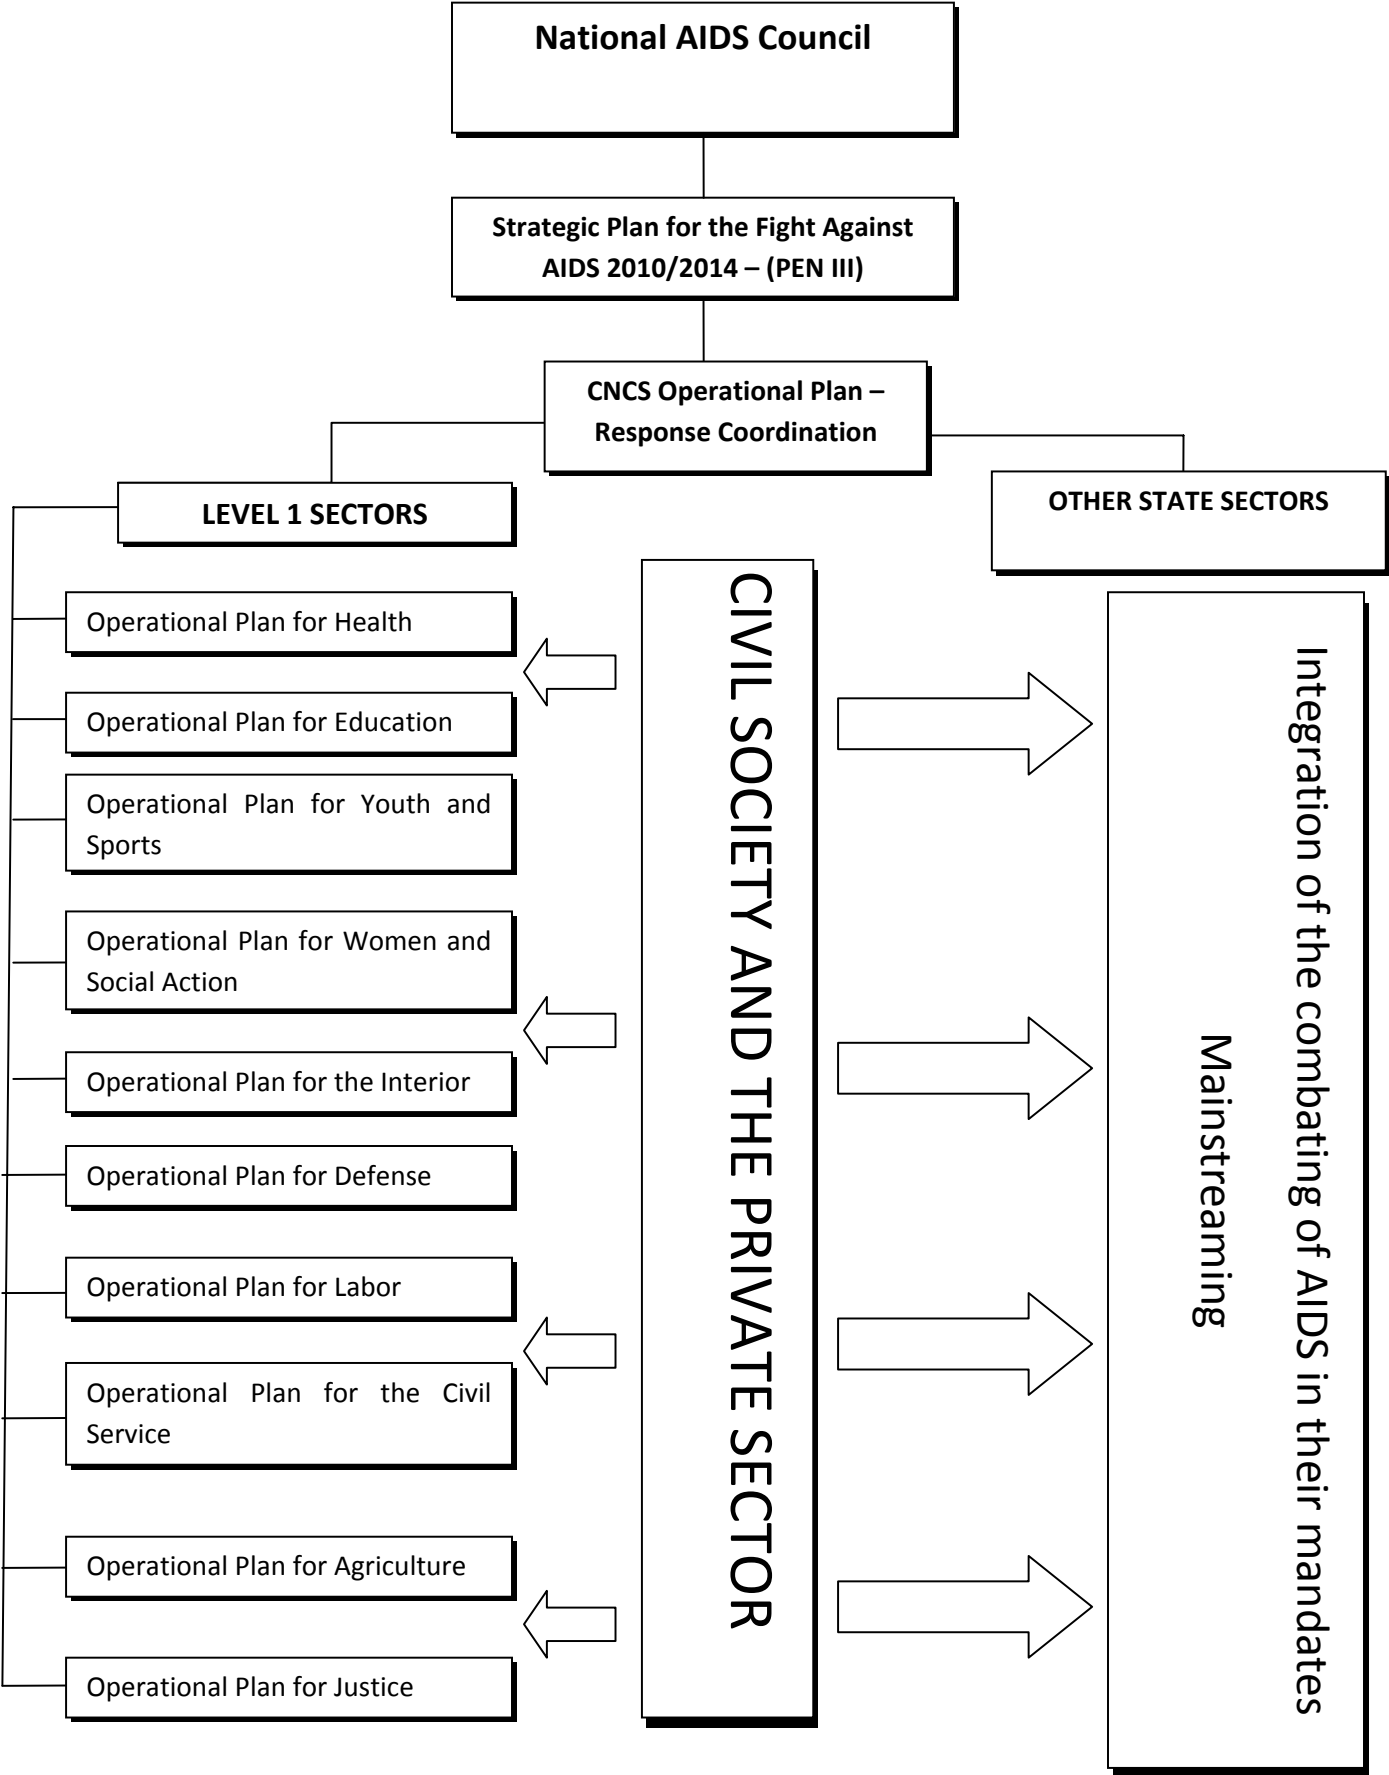 National AIDS Council
Strategic Plan for the Fight Against
AIDS 2010/2014 – (PEN III)
CNCS Operational Plan –
Response Coordination
LEVEL 1 SECTORS
OTHER STATE SECTORS
Operational Plan for Health
Operational Plan for Education
Operational Plan for Youth and
Sports
Operational Plan for Women and
Social Action
Operational Plan for the Interior
Operational Plan for Defense
Operational Plan for Labor
Operational Plan for the Civil
Service
Operational Plan for Agriculture
Operational Plan for Justice
CIVIL SOCIETY AND THE PRIVATE SECTOR
Integration of the combating of AIDS in their mandates
Mainstreaming